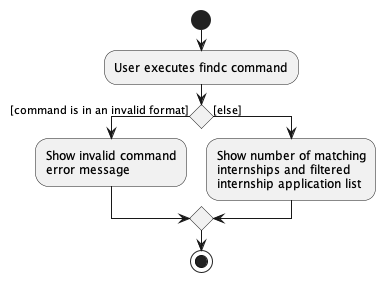 User executes findc command
[command is in an invalid format]
[else]
Show invalid command
error message
Show number of matching
internships and filtered
internship application list